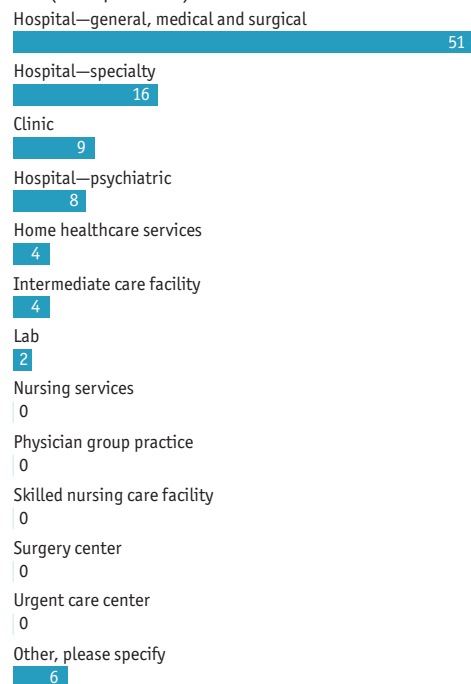 Hospital—general, medical and surgical
51
Hospital—specialty
16
Clinic
9
Hospital—psychiatric
8
Home healthcare services
4
Intermediate care facility
4
Lab
2
Nursing services
0
Physician group practice
0
Skilled nursing care facility
0
Surgery center
0
Urgent care center
0
Other, please specify
6